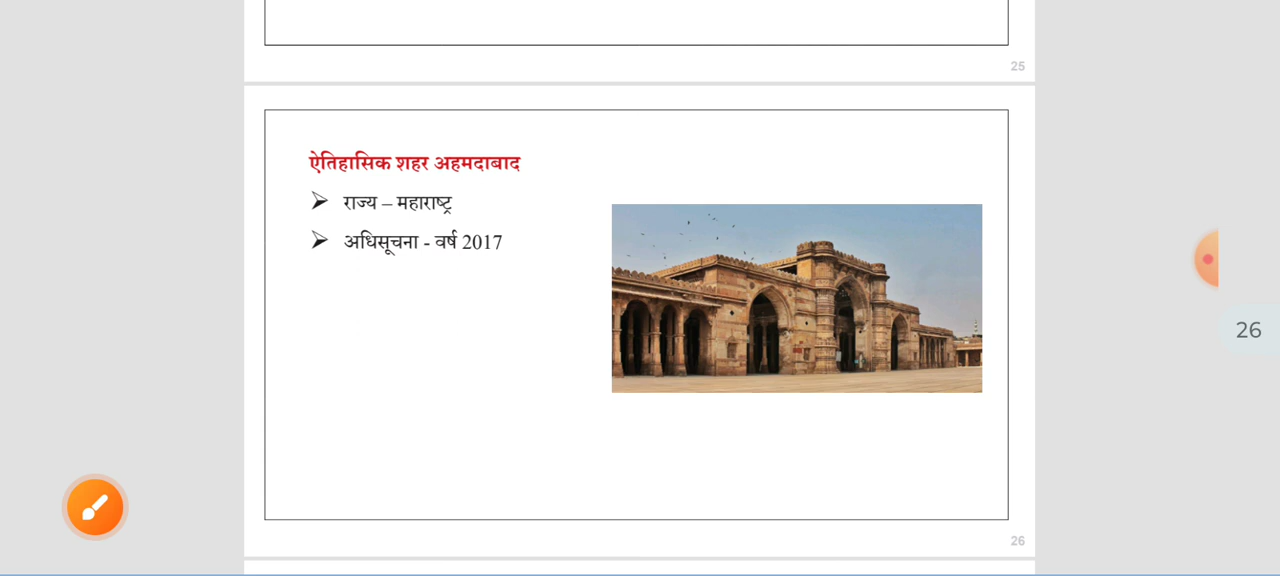 25
ऐतिहासिक शहर अहमदाबाद
➢ राज्य – महाराष्ट्र
➢ अधिसूचना - वर्ष 2017
26
26